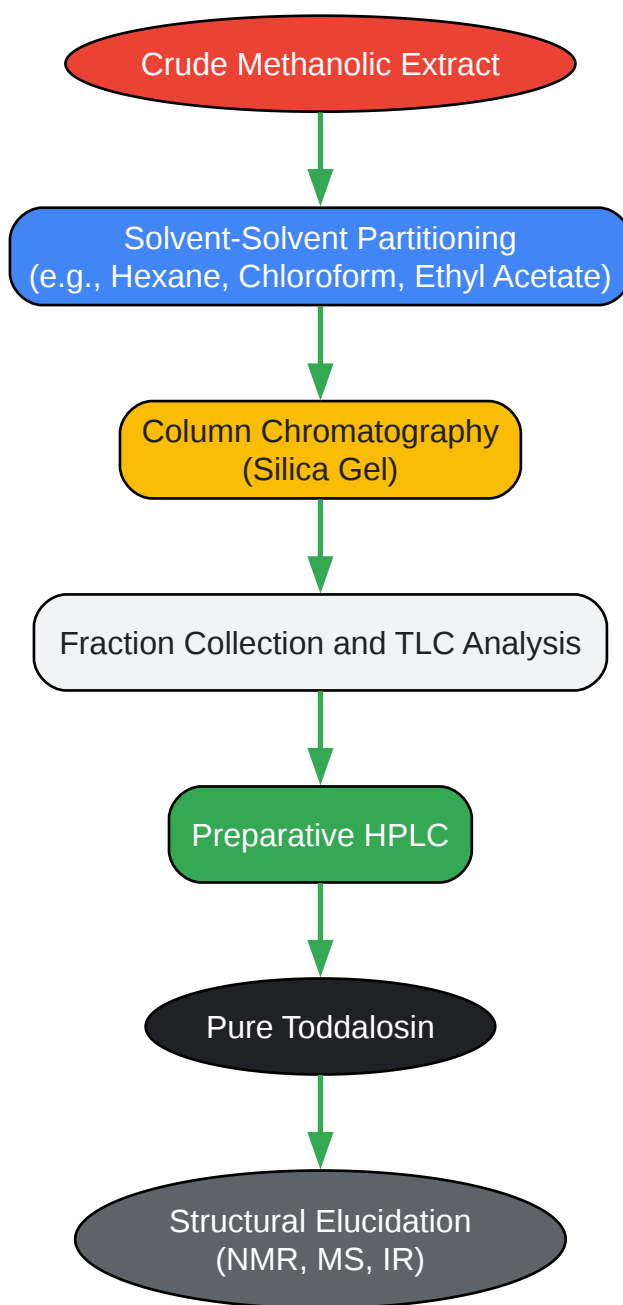 Crude Methanolic Extract
Solvent-Solvent Partitioning
(e.g., Hexane, Chloroform, Ethyl Acetate)
Column Chromatography
(Silica Gel)
Fraction Collection and TLC Analysis
Preparative HPLC
Pure Toddalosin
Structural Elucidation
(NMR, MS, IR)